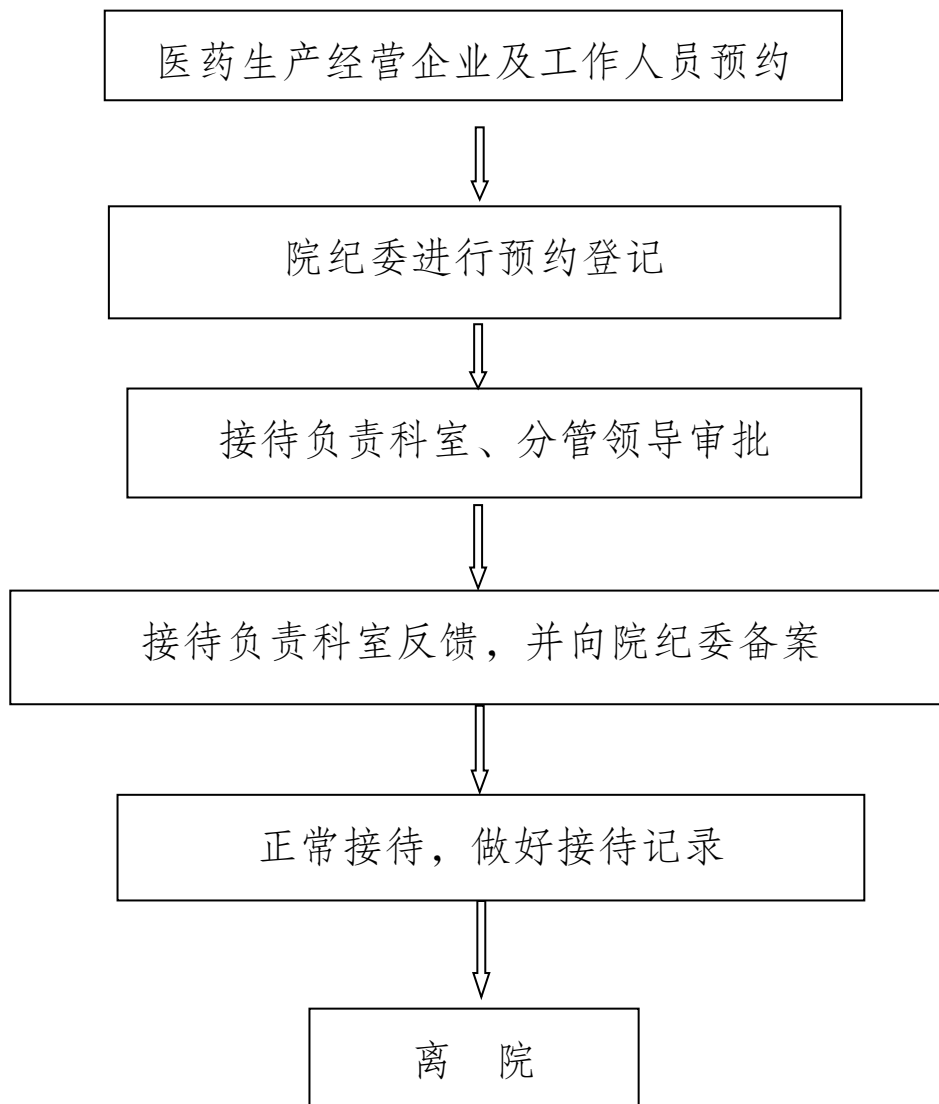 医药生产经营企业及工作人员预约
院纪委进行预约登记
接待负责科室、分管领导审批
接待负责科室反馈，并向院纪委备案
正常接待，做好接待记录
离 院